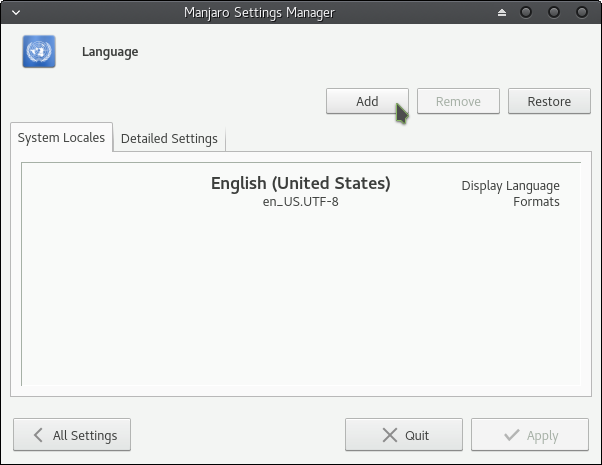 Manjaro Settings Manager
Language
Add
Remove
Restore
System Locales
Detailed Settings
English (United States)
Display Language
en_US.UTF-8
Formats
All Settings
Quit
Apply